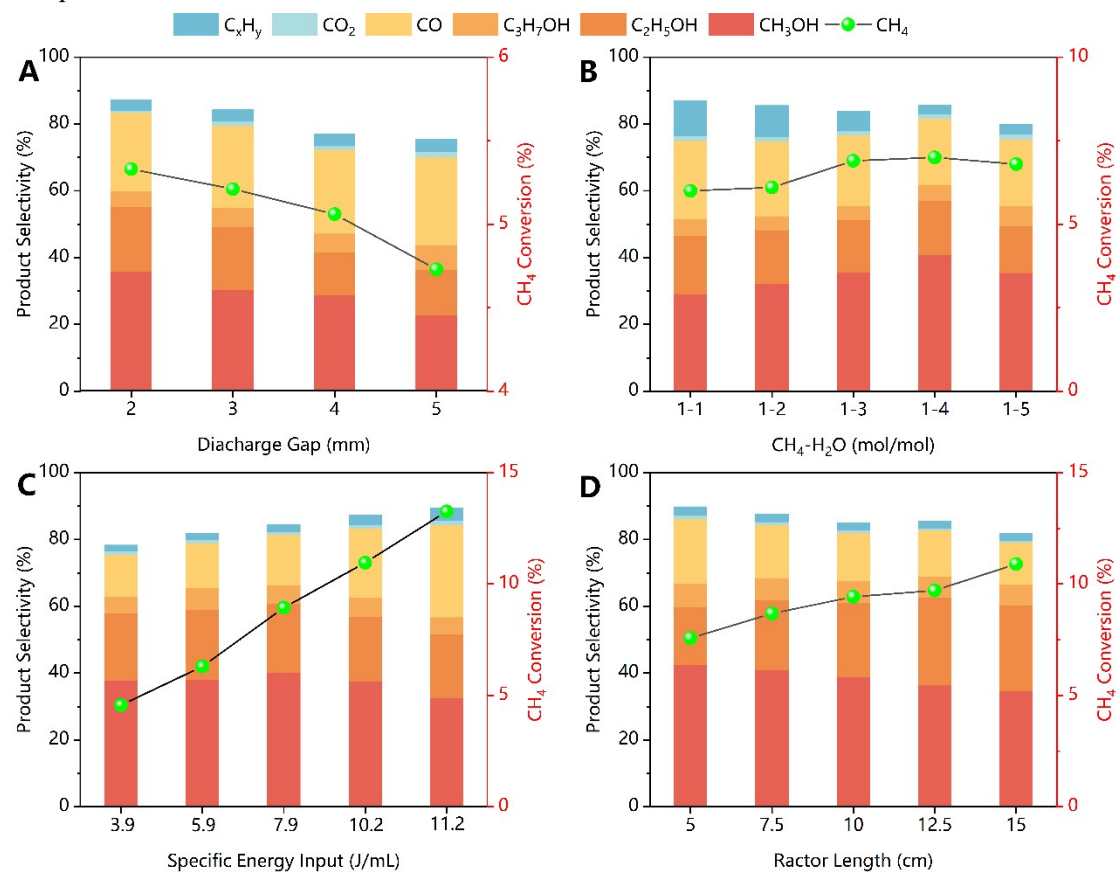 CxHy CO2 CO C3H7OH C2H5OH CH3OH CH4
A
Product Selectivity (%)
100
80
60
40
20
0
6
5
4
CH4 Conversion (%)
2 3 4 5
Diacharge Gap (mm)
B
Product Selectivity (%)
100
80
60
40
20
0
10
5
0
CH4 Conversion (%)
1-1 1-2 1-3 1-4 1-5
CH4-H2O (mol/mol)
C
Product Selectivity (%)
100
80
60
40
20
0
15
10
5
0
CH4 Conversion (%)
3.9 5.9 7.9 10.2 11.2
Specific Energy Input (J/mL)
D
Product Selectivity (%)
100
80
60
40
20
0
15
10
5
0
CH4 Conversion (%)
5 7.5 10 12.5 15
Ractor Length (cm)